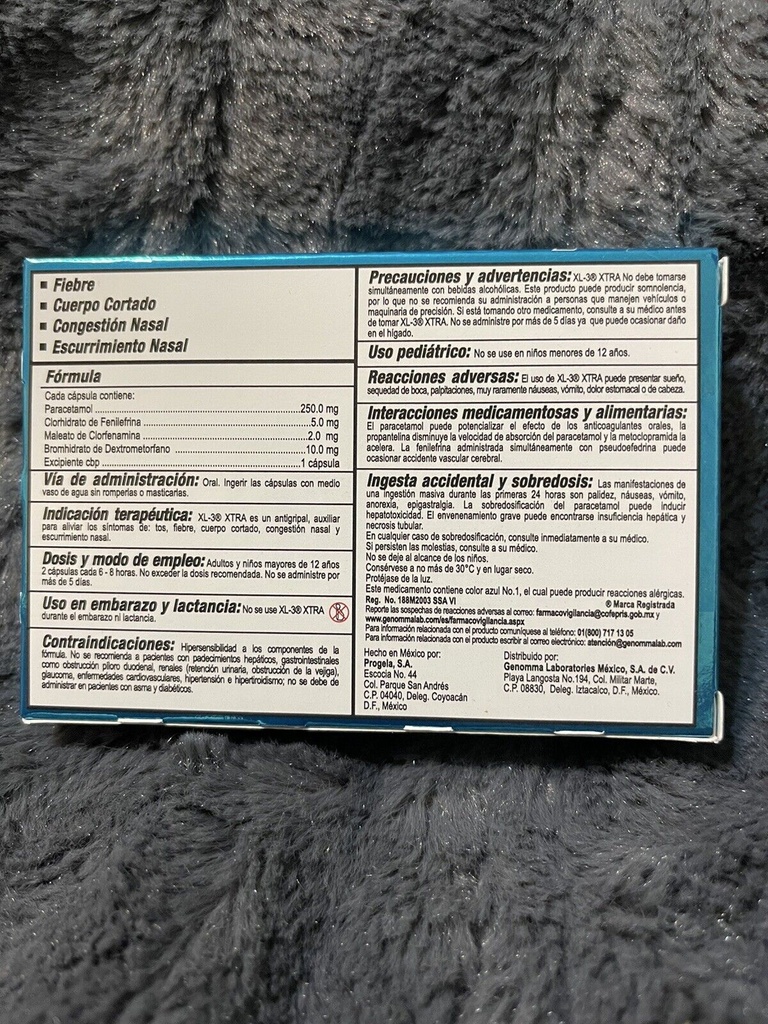 ▪ Fiebre
▪ Cuerpo Cortado
▪ Congestión Nasal
▪ Escurrimiento Nasal
Fórmula
Cada cápsula contiene:
Paracetamol ............ 250.0 mg
Clorhidrato de Fenilefrina ............ 5.0 mg
Maleato de Clorfenamina ............ 2.0 mg
Bromhidrato de Dextrometorfano ............ 10.0 mg
Excipiente cbp ............ 1 cápsula
Vía de administración: Oral. Ingerir las cápsulas con medio
vaso de agua sin romperlas o masticarlas.
Indicación terapéutica: XL-3® XTRA es un antigripal, auxiliar
para aliviar los síntomas de: tos, fiebre, cuerpo cortado, congestión nasal y
escurrimiento nasal.
Dosis y modo de empleo: Adultos y niños mayores de 12 años
2 cápsulas cada 6 - 8 horas. No exceder la dosis recomendada. No se administre por
más de 5 días.
Uso en embarazo y lactancia: No se use XL-3® XTRA
durante el embarazo ni lactancia.
Contraindicaciones: Hipersensibilidad a los componentes de la
fórmula. No se recomienda a pacientes con padecimientos hepáticos, gastrointestinales
como obstrucción píloro duodenal, renales (retención urinaria, obstrucción de la vejiga),
glaucoma, enfermedades cardiovasculares, hipertensión e hipertiroidismo; no se debe de
administrar en pacientes con asma y diabéticos.
Precauciones y advertencias: XL-3® XTRA No debe tomarse
simultáneamente con bebidas alcohólicas. Este producto puede producir somnolencia,
por lo que no se recomienda su administración a personas que manejen vehículos o
maquinaria de precisión. Si está tomando otro medicamento, consulte a su médico antes
de tomar XL-3® XTRA. No se administre por más de 5 días ya que puede ocasionar daño
en el hígado.
Uso pediátrico: No se use en niños menores de 12 años.
Reacciones adversas: El uso de XL-3® XTRA puede presentar sueño,
sequedad de boca, palpitaciones, muy raramente náuseas, vómito, dolor estomacal o de cabeza.
Interacciones medicamentosas y alimentarias:
El paracetamol puede potencializar el efecto de los anticoagulantes orales, la
propantelina disminuye la velocidad de absorción del paracetamol y la metoclopramida la
acelera. La fenilefrina administrada simultáneamente con pseudoefedrina puede
ocasionar accidente vascular cerebral.
Ingesta accidental y sobredosis: Las manifestaciones de
una ingestión masiva durante las primeras 24 horas son palidez, náuseas, vómito,
anorexia, epigastralgia. La sobredosificación del paracetamol puede inducir
hepatotoxicidad. El envenenamiento grave puede encontrarse insuficiencia hepática y
necrosis tubular.
En cualquier caso de sobredosificación, consulte inmediatamente a su médico.
Si persisten las molestias, consulte a su médico.
No se deje al alcance de los niños.
Consérvese a no más de 30°C y en lugar seco.
Protéjase de la luz.
Este medicamento contiene color azul No.1, el cual puede producir reacciones alérgicas.
Reg. No. 188M2003 SSA VI ® Marca Registrada
Reporte las sospechas de reacciones adversas al correo: farmacovigilancia@cofepris.gob.mx y
www.genommalab.com/es/farmacovigilancia.aspx
Para información relacionada con el producto comuníquese al teléfono: 01(800) 717 13 05
Para información relacionada con el producto escribir al correo electrónico: atención@genommalab.com
Hecho en México por:
Progela, S.A.
Escocia No. 44
Col. Parque San Andrés
C.P. 04040, Deleg. Coyoacán
D.F., México
Distribuido por:
Genomma Laboratories México, S.A. de C.V.
Playa Langosta No.194, Col. Militar Marte,
C.P. 08830, Deleg. Iztacalco, D.F., México.